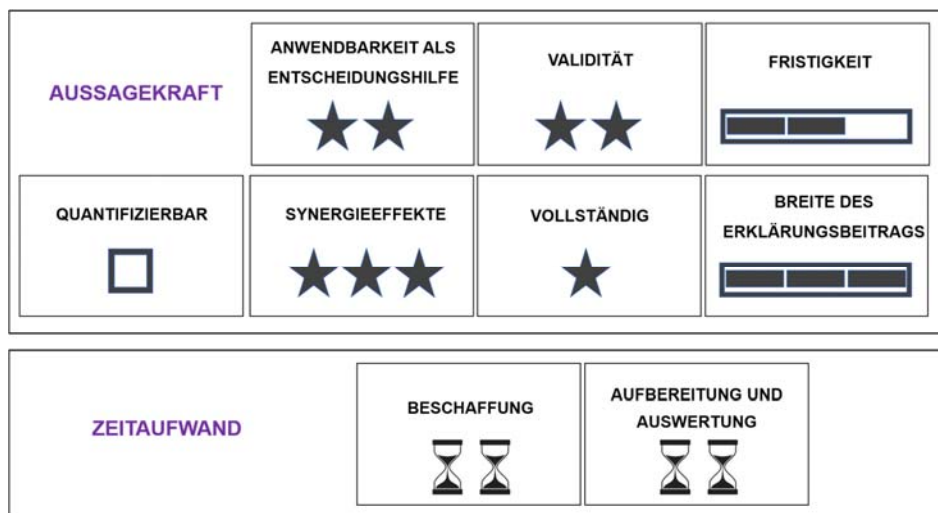 AUSSAGEKRAFT
ANWENDBARKEIT ALS
ENTSCHEIDUNGSHILFE
VALIDITÄT
FRISTIGKEIT
QUANTIFIZIERBAR
SYNERGIEEFFEKTE
VOLLSTÄNDIG
BREITE DES
ERKLÄRUNGSBEITRAGS
ZEITAUFWAND
BESCHAFFUNG
AUFBEREITUNG UND
AUSWERTUNG